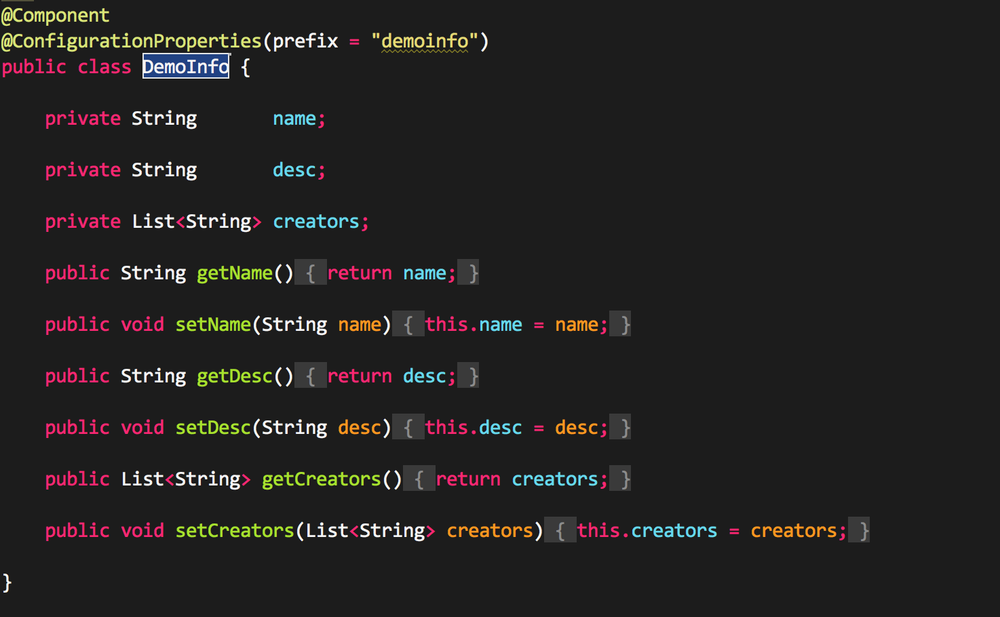 @Component
@ConfigurationProperties(prefix = "demoinfo")
public class DemoInfo {
private String name;
private String desc;
private List<String> creators;
public String getName() { return name; }
public void setName(String name) { this.name = name; }
public String getDesc() { return desc; }
public void setDesc(String desc) { this.desc = desc; }
public List<String> getCreators() { return creators; }
public void setCreators(List<String> creators) { this.creators = creators; }
}